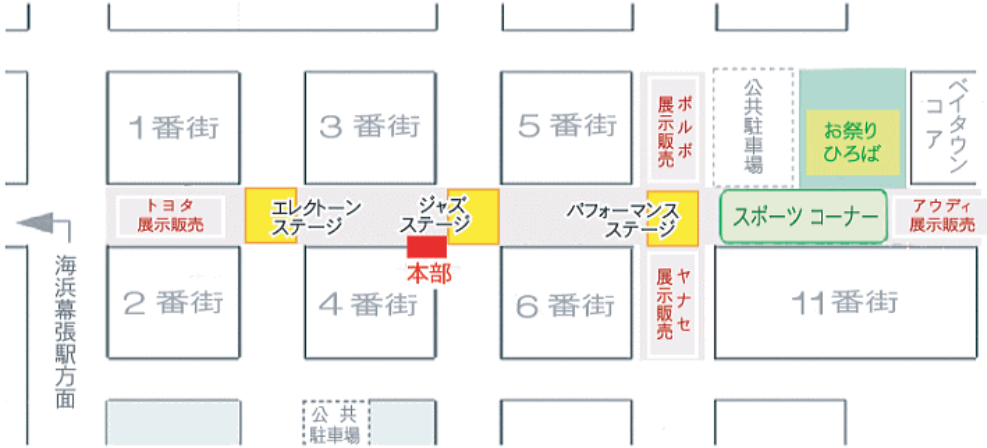 1番街
3番街
5番街
ボルボ
展示販売
公共駐車場
お祭り
ひろば
ベイタウン
コア
トヨタ
展示販売
エレクトーン
ステージ
ジャズ
ステージ
パフォーマンス
ステージ
スポーツ コーナー
アウディ
展示販売
本部
海浜幕張駅方面
2番街
4番街
6番街
ヤナセ
展示販売
11番街
公共
駐車場